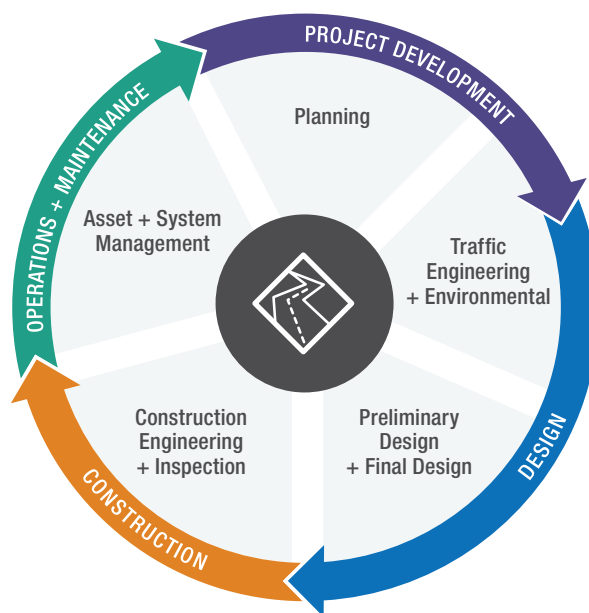 PROJECT DEVELOPMENT
Planning
Traffic
Engineering
+ Environmental
DESIGN
Preliminary
Design
+ Final Design
Construction
Engineering
+ Inspection
CONSTRUCTION
Asset + System
Management
OPERATIONS + MAINTENANCE